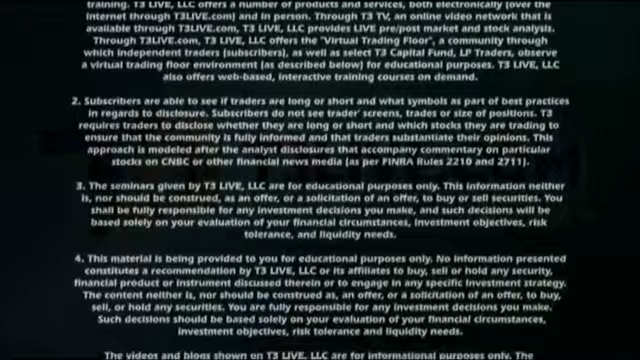 training. T3 LIVE, LLC offers a number of products and services, both electronically (over the
internet through T3LIVE.com) and in person. Through T3 TV, an online video network that is
available through T3LIVE.com, T3 LIVE, LLC provides LIVE pre/post market and stock analysis.
Through T3LIVE.com, T3 LIVE, LLC offers the "Virtual Trading Floor", a community through
which independent traders (subscribers), as well as select T3 Capital Fund, LP Traders, observe
a virtual trading floor environment (as described below) for educational purposes. T3 LIVE, LLC
also offers web-based, interactive training courses on demand.
2. Subscribers are able to see if traders are long or short and what symbols as part of best practices
in regards to disclosure. Subscribers do not see trader' screens, trades or size of positions. T3
requires traders to disclose whether they are long or short and which stocks they are trading to
ensure that the community is fully informed and that traders substantiate their opinions. This
approach is modeled after the analyst disclosures that accompany commentary on particular
stocks on CNBC or other financial news media (as per FINRA Rules 2210 and 2711).
3. The seminars given by T3 LIVE, LLC are for educational purposes only. This information neither
is, nor should be construed, as an offer, or a solicitation of an offer, to buy or sell securities. You
shall be fully responsible for any investment decisions you make, and such decisions will be
based solely on your evaluation of your financial circumstances, investment objectives, risk
tolerance, and liquidity needs.
4. This material is being provided to you for educational purposes only. No information presented
constitutes a recommendation by T3 LIVE, LLC or its affiliates to buy, sell or hold any security,
financial product or instrument discussed therein or to engage in any specific investment strategy.
The content neither is, nor should be construed as, an offer, or a solicitation of an offer, to buy,
sell, or hold any securities. You are fully responsible for any investment decisions you make.
Such decisions should be based solely on your evaluation of your financial circumstances,
investment objectives, risk tolerance and liquidity needs.
The videos and blogs shown on T3 LIVE, LLC are for informational purposes only. The